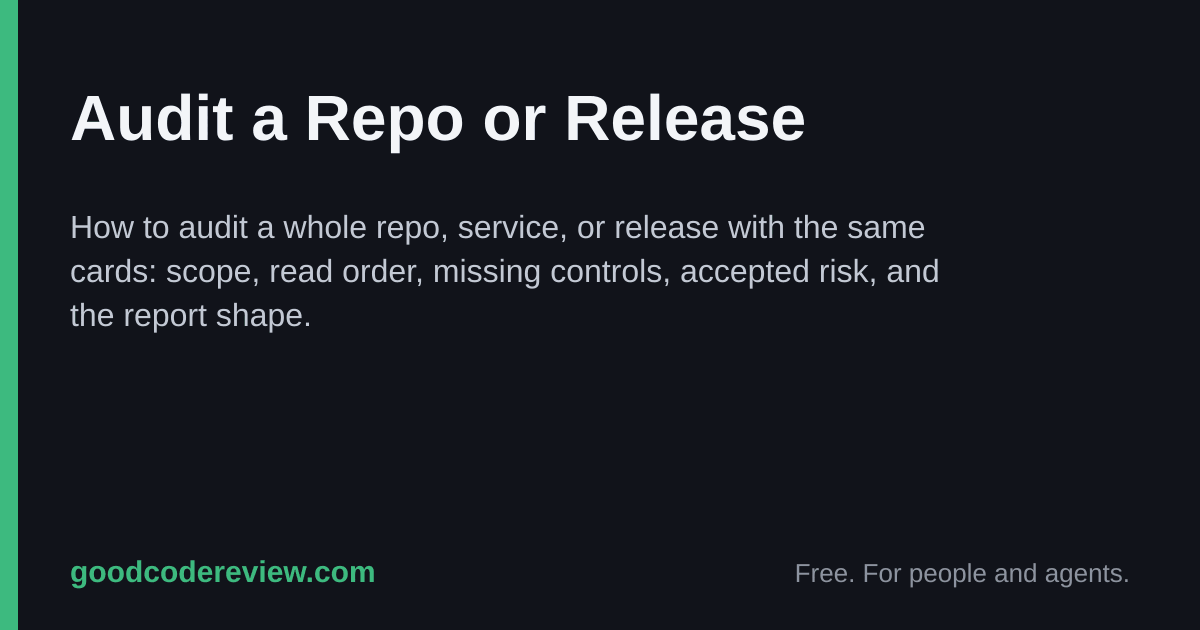 Audit a Repo or Release
How to audit a whole repo, service, or release with the same
cards: scope, read order, missing controls, accepted risk, and
the report shape.
goodcodereview.com
Free. For people and agents.